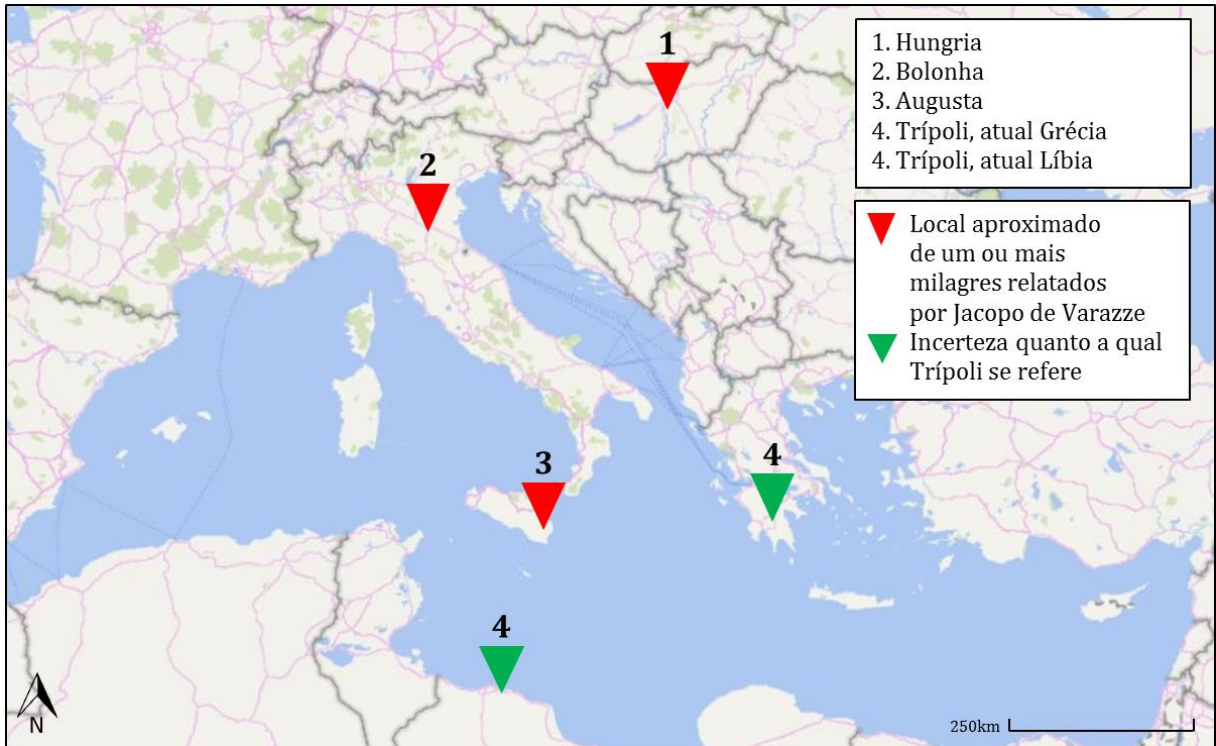 1
2
3
4
4
1. Hungria
2. Bolonha
3. Augusta
4. Trípoli, atual Grécia
4. Trípoli, atual Líbia
Local aproximado
de um ou mais
milagres relatados
por Jacopo de Varazze
Incerteza quanto a qual
Trípoli se refere
N
250km